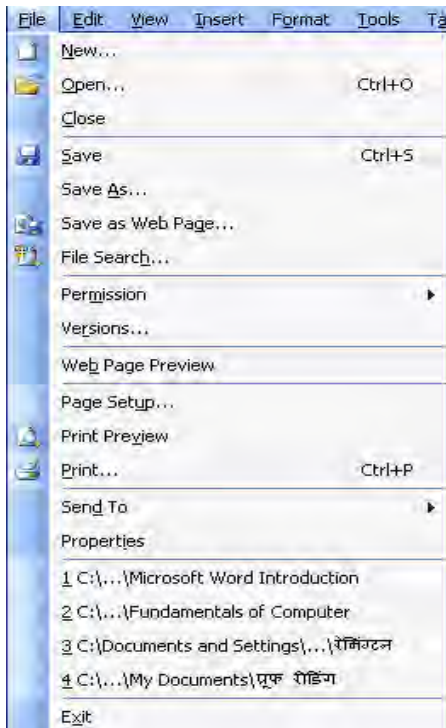 File Edit View Insert Format Tools Ta
New...
Open... Ctrl+O
Close
Save Ctrl+S
Save As...
Save as Web Page...
File Search...
Permission
Versions...
Web Page Preview
Page Setup...
Print Preview
Print... Ctrl+P
Send To
Properties
1 C:\...\Microsoft Word Introduction
2 C:\...\Fundamentals of Computer
3 C:\Documents and Settings\...\रेमिंगटन
4 C:\...\My Documents\प्रूफ रीडिंग
Exit